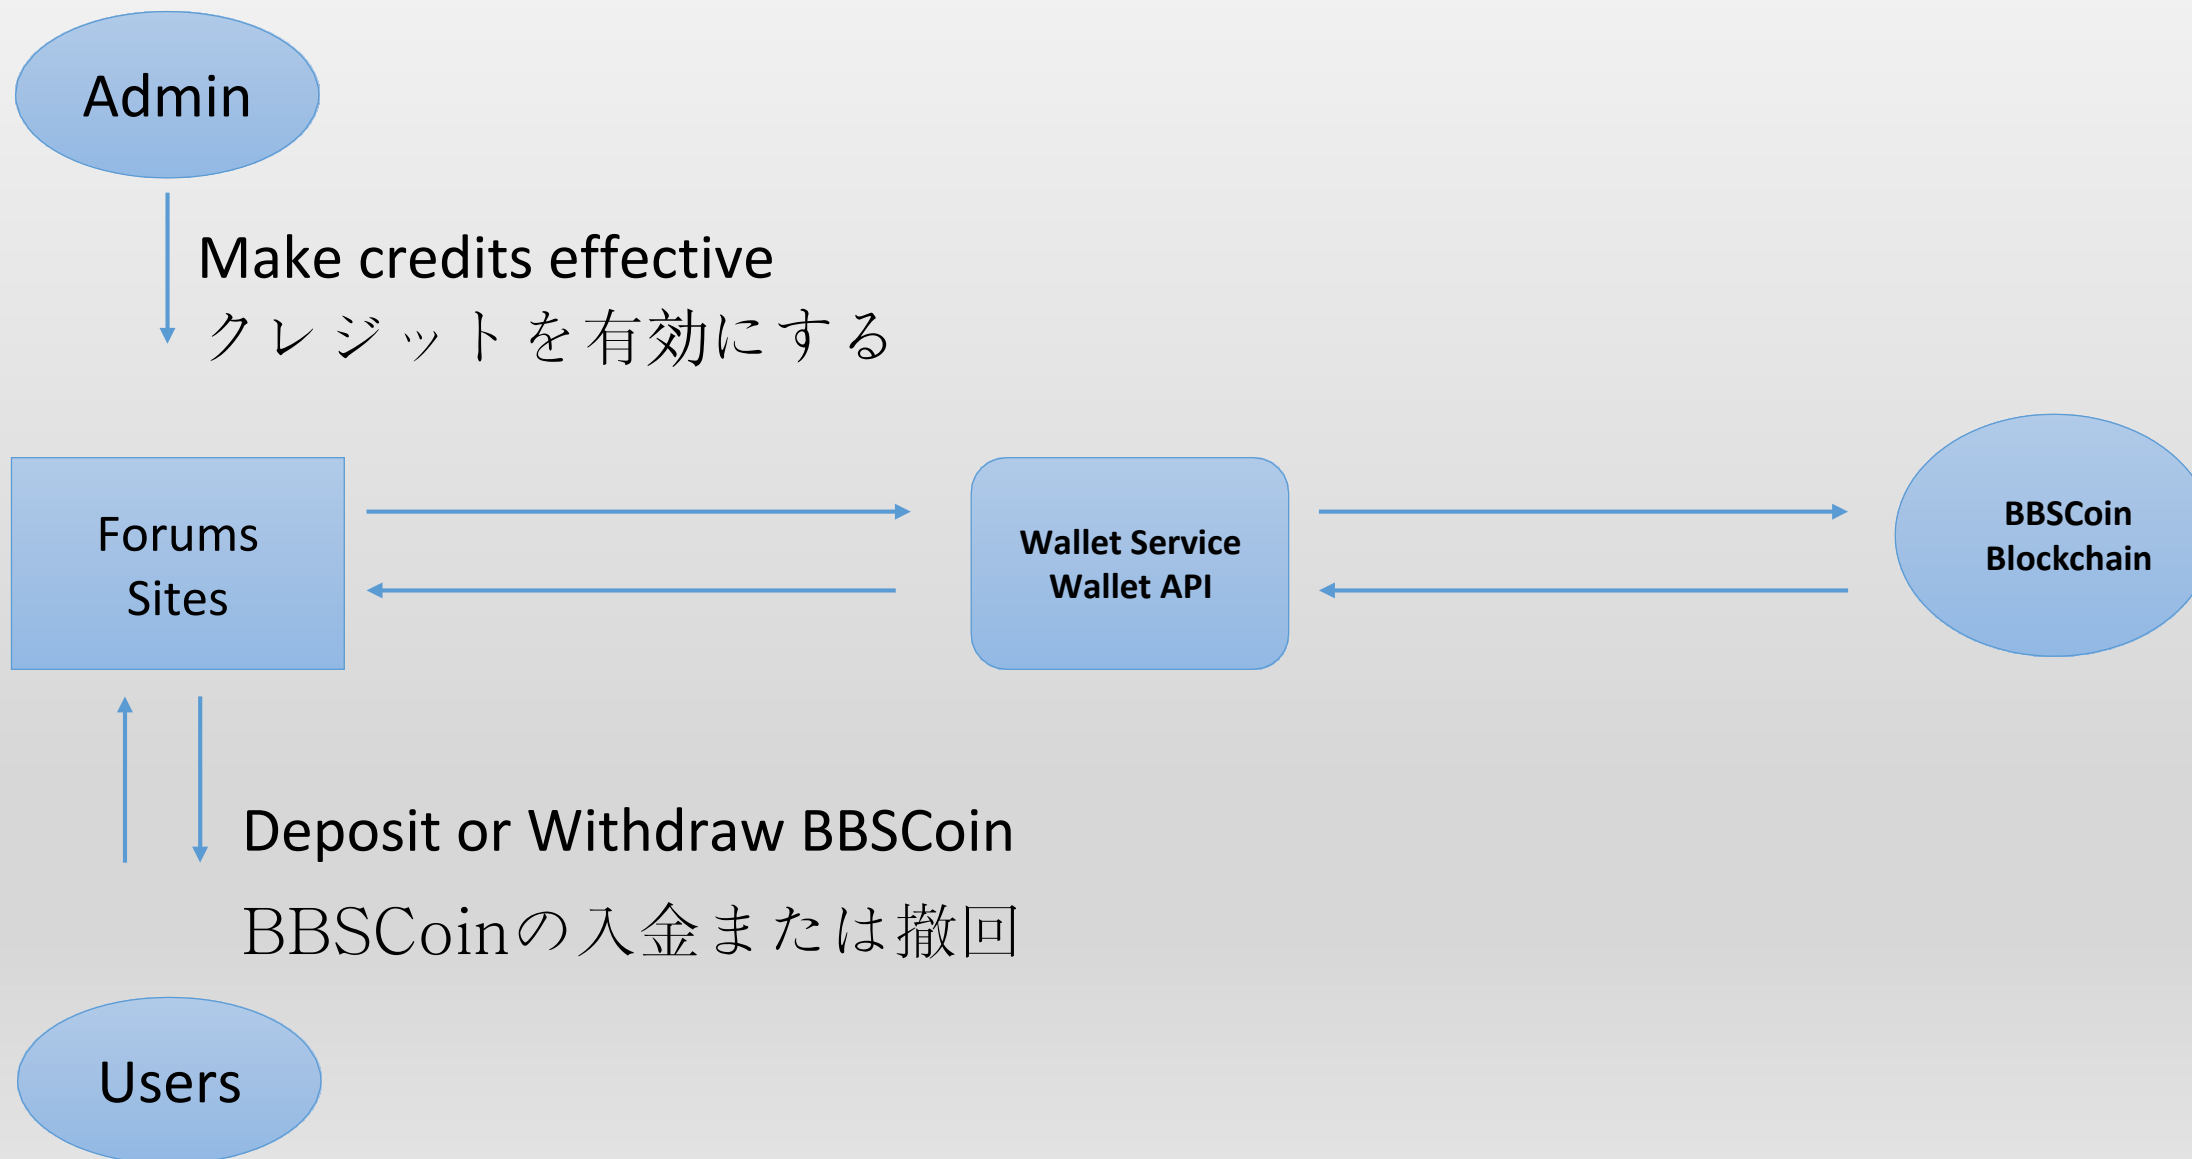 Admin
Make credits effective
クレジットを有効にする
Forums
Sites
Wallet Service
Wallet API
BBSCoin
Blockchain
Deposit or Withdraw BBSCoin
BBSCoinの入金または撤回
Users